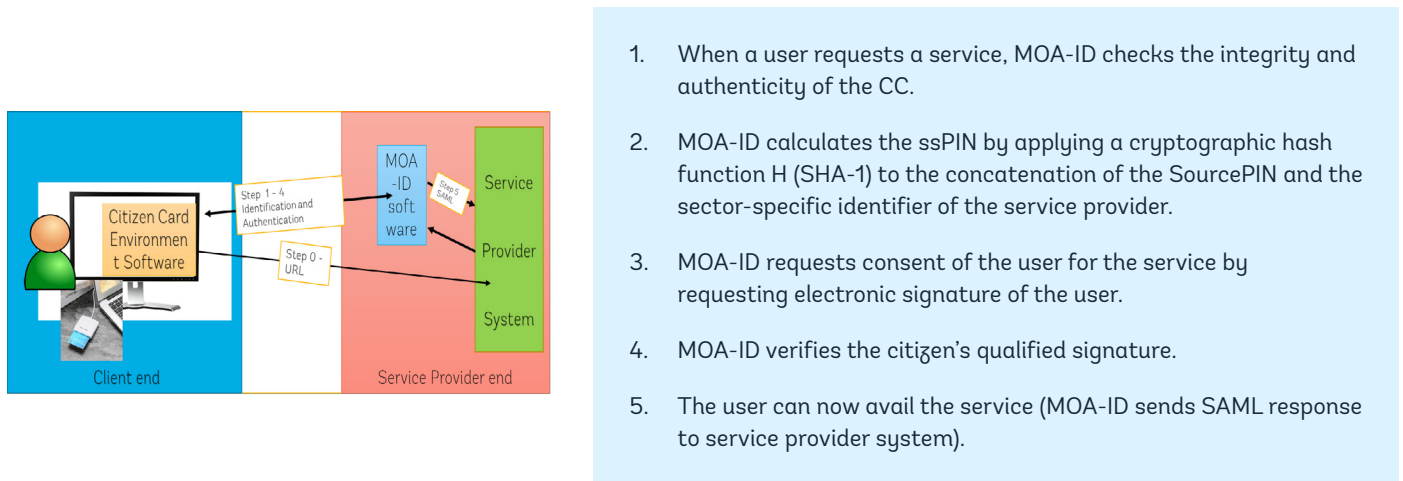 MOA
-ID
soft
ware
Step 5
SAML
Service
Provider
System
Step 1 – 4
Identification and
Authentication
Citizen Card
Environmen
t Software
Step 0 -
URL
Client end
Service Provider end
1. When a user requests a service, MOA-ID checks the integrity and
authenticity of the CC.
2. MOA-ID calculates the ssPIN by applying a cryptographic hash
function H (SHA-1) to the concatenation of the SourcePIN and the
sector-specific identifier of the service provider.
3. MOA-ID requests consent of the user for the service by
requesting electronic signature of the user.
4. MOA-ID verifies the citizen’s qualified signature.
5. The user can now avail the service (MOA-ID sends SAML response
to service provider system).